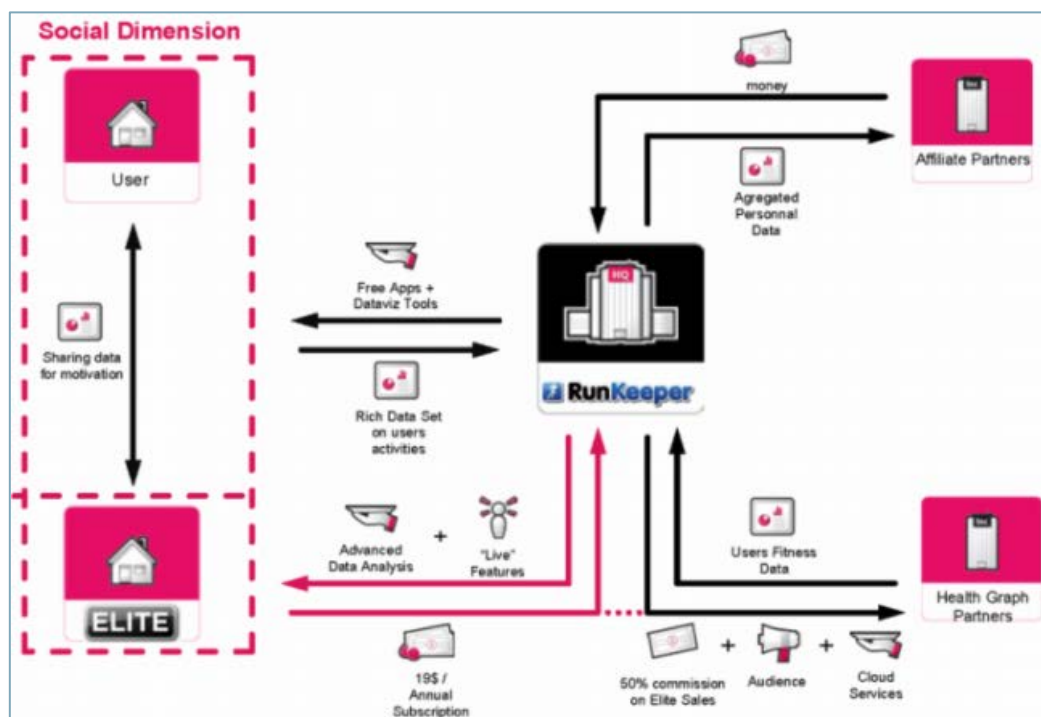 Social Dimension
User
Sharing data
for motivation
ELITE
Free Apps +
Dataviz Tools
Rich Data Set
on users
activities
Advanced
Data Analysis
+
"Live"
Features
19$ /
Annual
Subscription
HQ
RunKeeper
money
Agregated
Personnal
Data
Affiliate Partners
Users Fitness
Data
Health Graph
Partners
50% commission
on Elite Sales
+
Audience
+
Cloud
Services